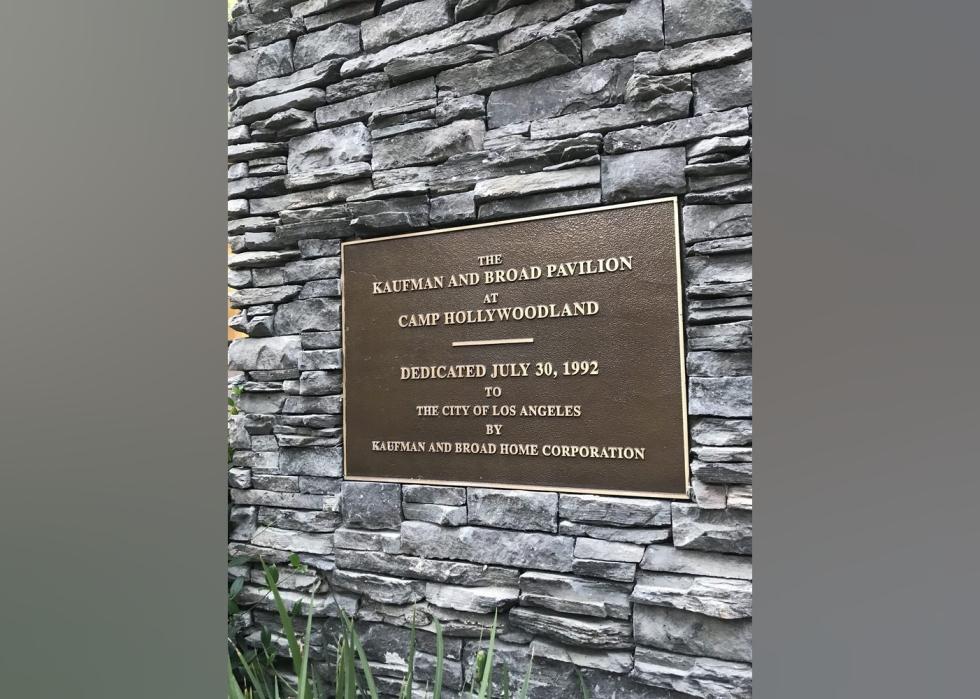 THE
KAUFMAN AND BROAD PAVILION
AT
CAMP HOLLYWOODLAND
DEDICATED JULY 30, 1992
TO
THE CITY OF LOS ANGELES
BY
KAUFMAN AND BROAD HOME CORPORATION